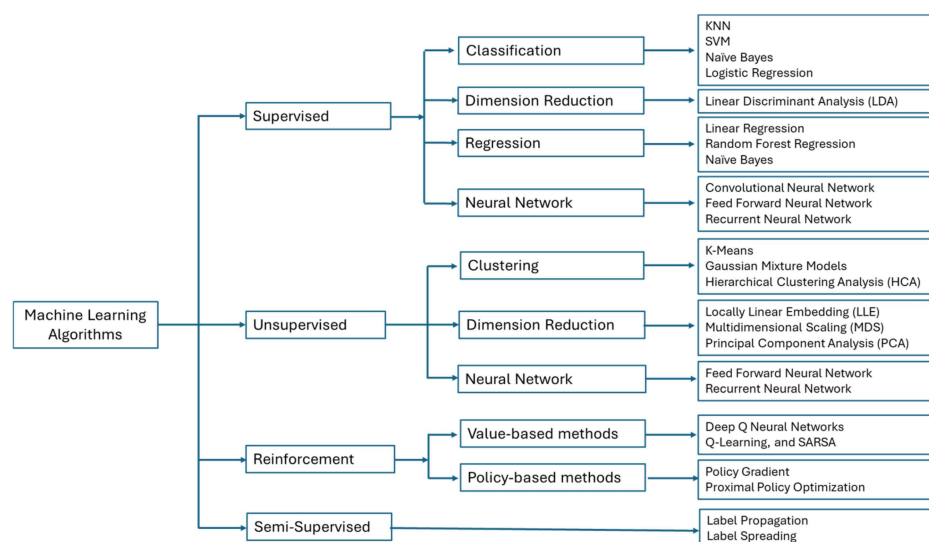 Machine Learning
Algorithms
Supervised
Classification
KNN
SVM
Naïve Bayes
Logistic Regression
Dimension Reduction
Linear Discriminant Analysis (LDA)
Regression
Linear Regression
Random Forest Regression
Naïve Bayes
Neural Network
Convolutional Neural Network
Feed Forward Neural Network
Recurrent Neural Network
Unsupervised
Clustering
K-Means
Gaussian Mixture Models
Hierarchical Clustering Analysis (HCA)
Dimension Reduction
Locally Linear Embedding (LLE)
Multidimensional Scaling (MDS)
Principal Component Analysis (PCA)
Neural Network
Feed Forward Neural Network
Recurrent Neural Network
Reinforcement
Value-based methods
Deep Q Neural Networks
Q-Learning, and SARSA
Policy-based methods
Policy Gradient
Proximal Policy Optimization
Semi-Supervised
Label Propagation
Label Spreading